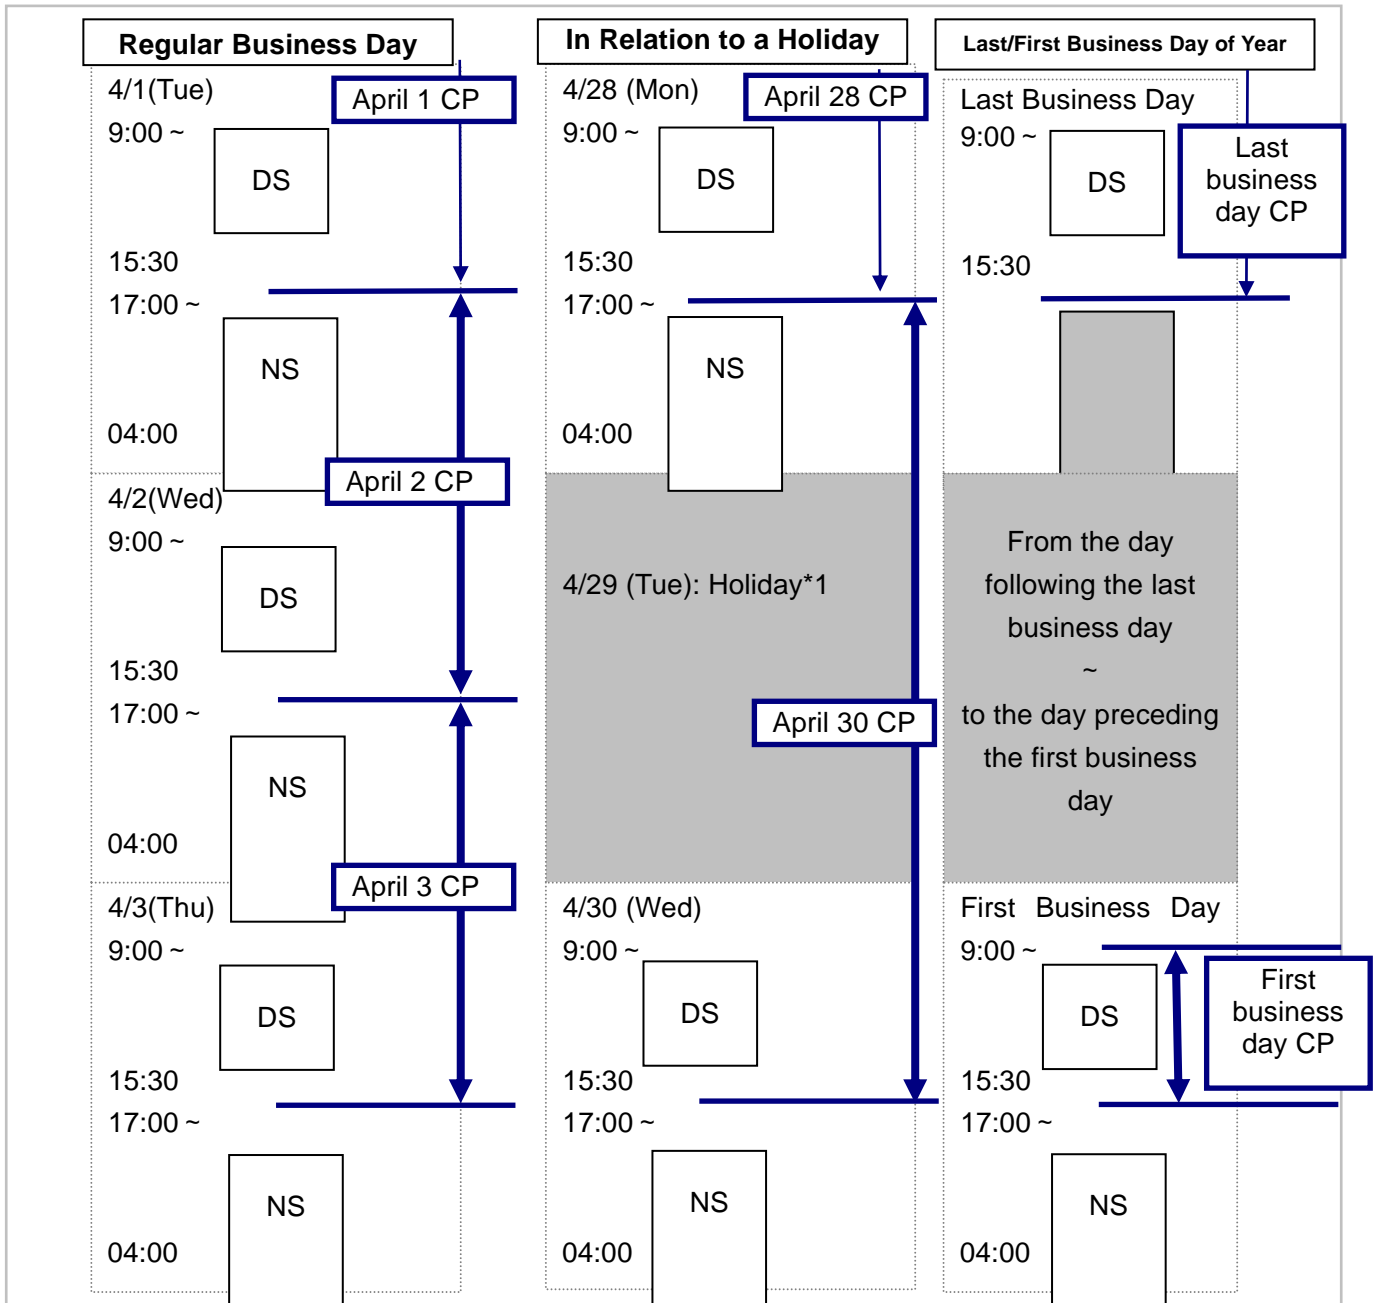 Regular Business Day
4/1(Tue)
April 1 CP
9:00 ~
DS
15:30
17:00 ~
NS
04:00
April 2 CP
4/2(Wed)
9:00 ~
DS
15:30
17:00 ~
NS
04:00
April 3 CP
4/3(Thu)
9:00 ~
DS
15:30
17:00 ~
NS
04:00
In Relation to a Holiday
4/28 (Mon)
April 28 CP
9:00 ~
DS
15:30
17:00 ~
NS
04:00
4/29 (Tue): Holiday*1
April 30 CP
4/30 (Wed)
9:00 ~
DS
15:30
17:00 ~
NS
04:00
Last/First Business Day of Year
Last Business Day
9:00 ~
DS
Last
business
day CP
15:30
From the day
following the last
business day
~
to the day preceding
the first business
day
First Business Day
9:00 ~
DS
First
business
day CP
15:30
17:00 ~
NS
04:00